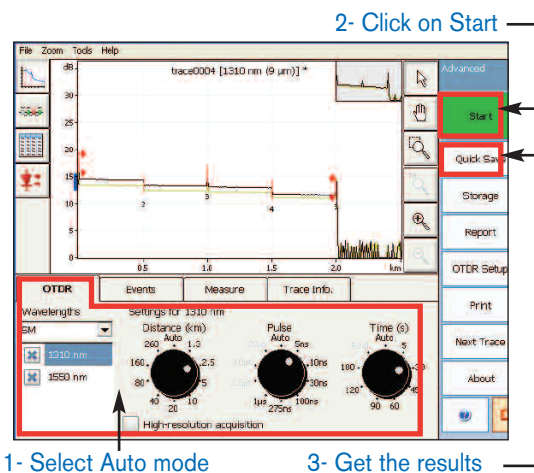 2- Click on Start
File Zoom Tools Help
dB
trace0004 [1310 nm (9 µm)] *
Advanced
30
25
20
15
10
5
0
2
3
4
0.5
1.0
1.5
2.0
km
Start
Quick Save
Storage
Report
OTDR Setup
Print
Next Trace
About
OTDR
Events
Measure
Trace Info.
Wavelengths
Settings for 1310 nm
SM
1310 nm
1550 nm
Distance (km)
Auto
260
1.3
160
2.5
80
5
40
10
20
Pulse
Auto
5ns
10ns
30ns
100ns
275ns
1µs
Time (s)
Auto
5
180
30
120
45
90
60
High-resolution acquisition
1- Select Auto mode
3- Get the results